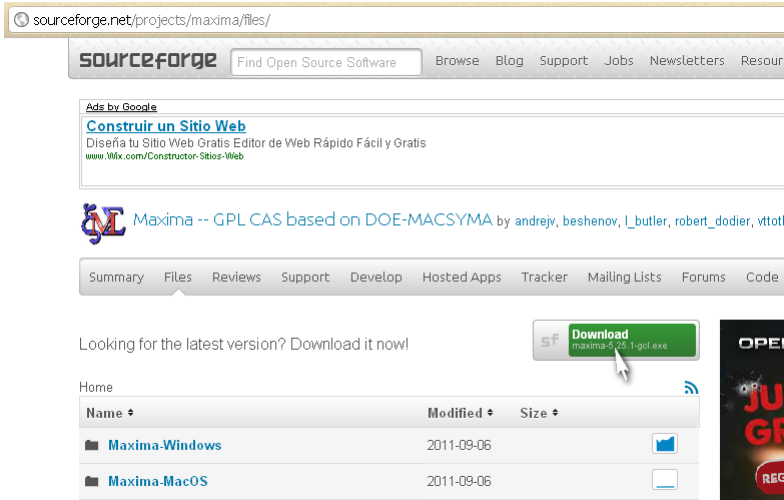 sourceforge.net/projects/maxima/files/
sourceforge Find Open Source Software Browse Blog Support Jobs Newsletters
Ads by Google
Construir un Sitio Web
Diseña tu Sitio Web Gratis Editor de Web Rápido Fácil y Gratis
www.Wix.com/Constructor-Sitios-Web
Maxima -- GPL CAS based on DOE-MACSYMA by andrejv, beshenov, l_butler, robert_dodier,
Summary Files Reviews Support Develop Hosted Apps Tracker Mailing Lists Forums Code
Looking for the latest version? Download it now!
sf Download
maxima-5.25.1-gcl.exe
Home
Name Modified Size
Maxima-Windows 2011-09-06
Maxima-MacOS 2011-09-06